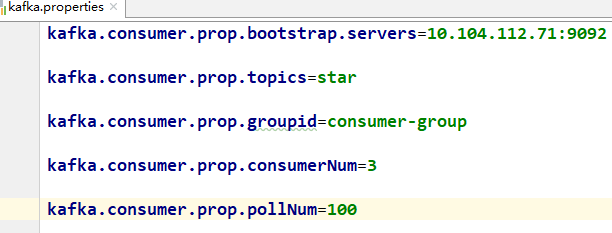 kafka.properties
kafka.consumer.prop.bootstrap.servers=10.104.112.71:9092
kafka.consumer.prop.topics=star
kafka.consumer.prop.groupid=consumer-group
kafka.consumer.prop.consumerNum=3
kafka.consumer.prop.pollNum=100